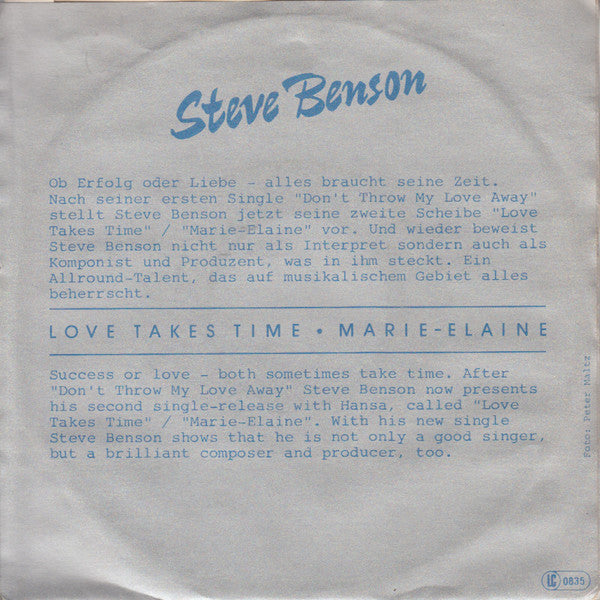 Steve Benson
Ob Erfolg oder Liebe - alles braucht seine Zeit.
Nach seiner ersten Single "Don't Throw My Love Away"
stellt Steve Benson jetzt seine zweite Scheibe "Love
Takes Time" / "Marie-Elaine" vor. Und wieder beweist
Steve Benson nicht nur als Interpret sondern auch als
Komponist und Produzent, was in ihm steckt. Ein
Allround-Talent, das auf musikalischem Gebiet alles
beherrscht.
LOVE TAKES TIME • MARIE-ELAINE
Success or love - both sometimes take time. After
"Don't Throw My Love Away" Steve Benson now presents
his second single-release with Hansa, called "Love
Takes Time" / "Marie-Elaine". With his new single
Steve Benson shows that he is not only a good singer,
but a brilliant composer and producer, too.
Foto: Peter Maltz
LC 0835